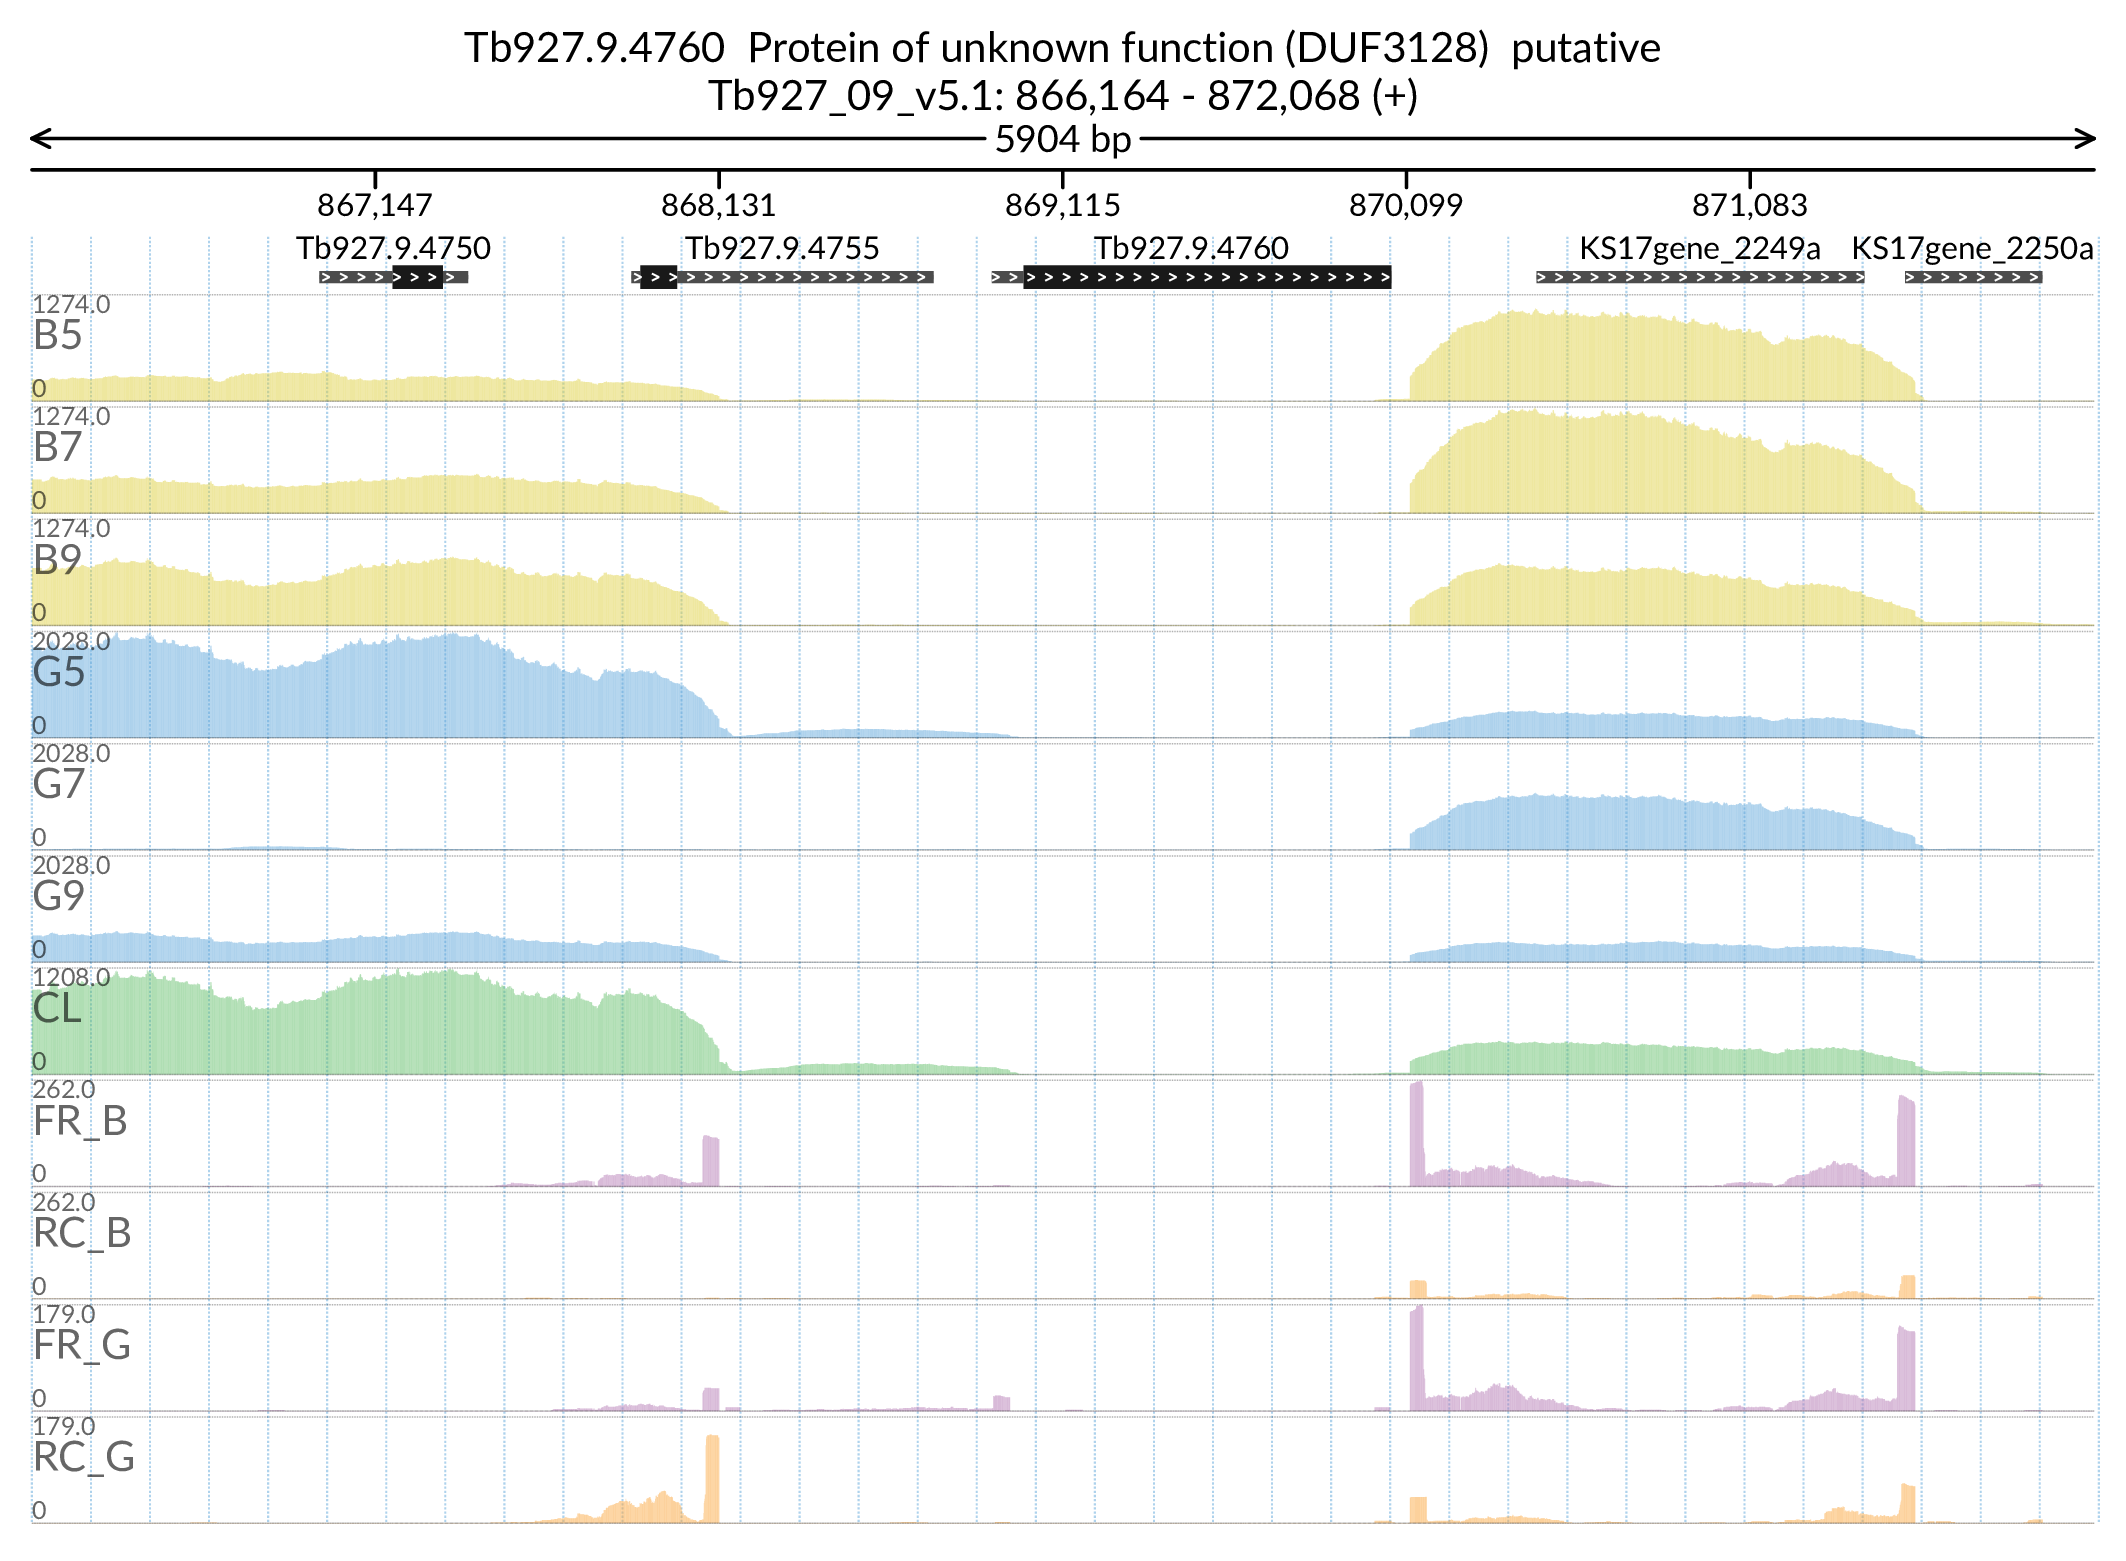 Tb927.9.4760  Protein of unknown function (DUF3128)  putative
Tb927_09_v5.1: 866,164 - 872,068 (+)
5904 bp
867,147 868,131 869,115 870,099 871,083
Tb927.9.4750 Tb927.9.4755 Tb927.9.4760 KS17gene_2249a KS17gene_2250a
1274.0
B5
0
1274.0
B7
0
1274.0
B9
0
2028.0
G5
0
2028.0
G7
0
2028.0
G9
0
1208.0
CL
0
262.0
FR_B
0
262.0
RC_B
0
179.0
FR_G
0
179.0
RC_G
0